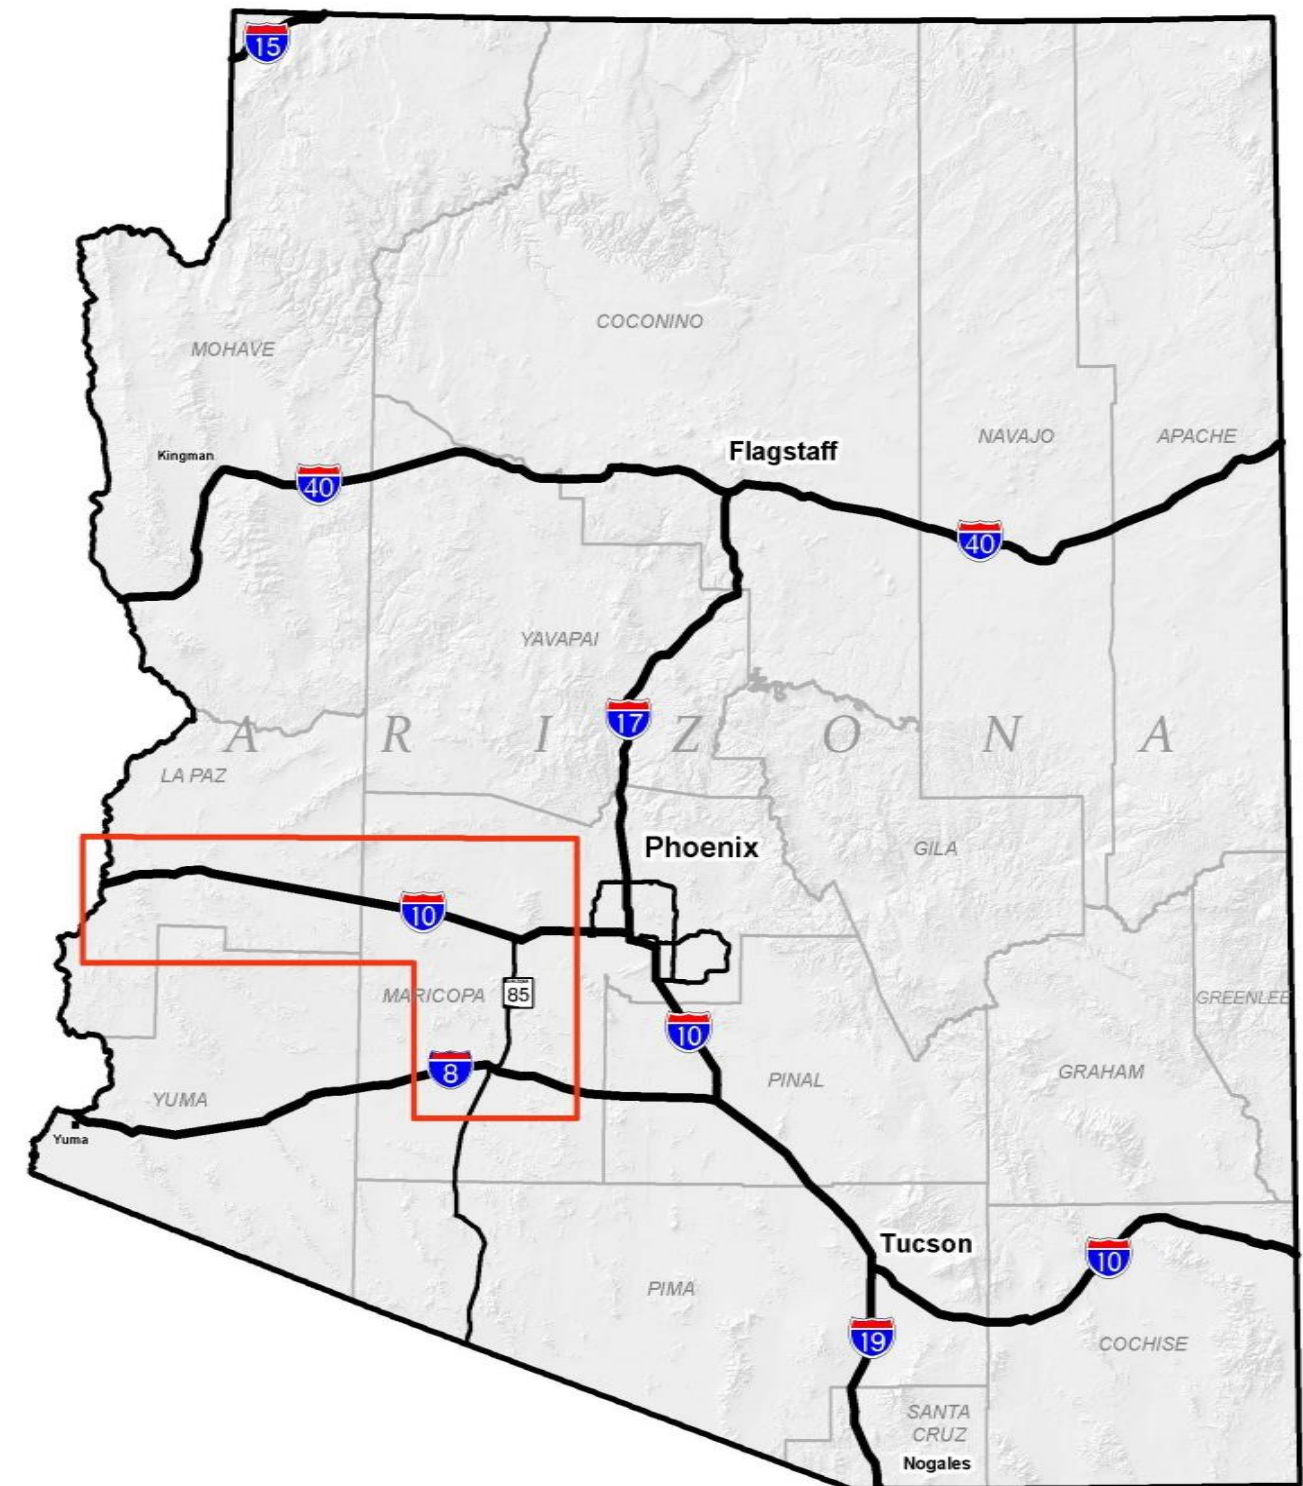 15
COCONINO
MOHAVE
NAVAJO
APACHE
Flagstaff
Kingman
40
40
YAVAPAI
17
A R I Z O N A
LA PAZ
Phoenix
GILA
10
MARICOPA
85
GREENLEE
10
8
PINAL
GRAHAM
YUMA
Yuma
Tucson
10
PIMA
19
COCHISE
SANTA
CRUZ
Nogales